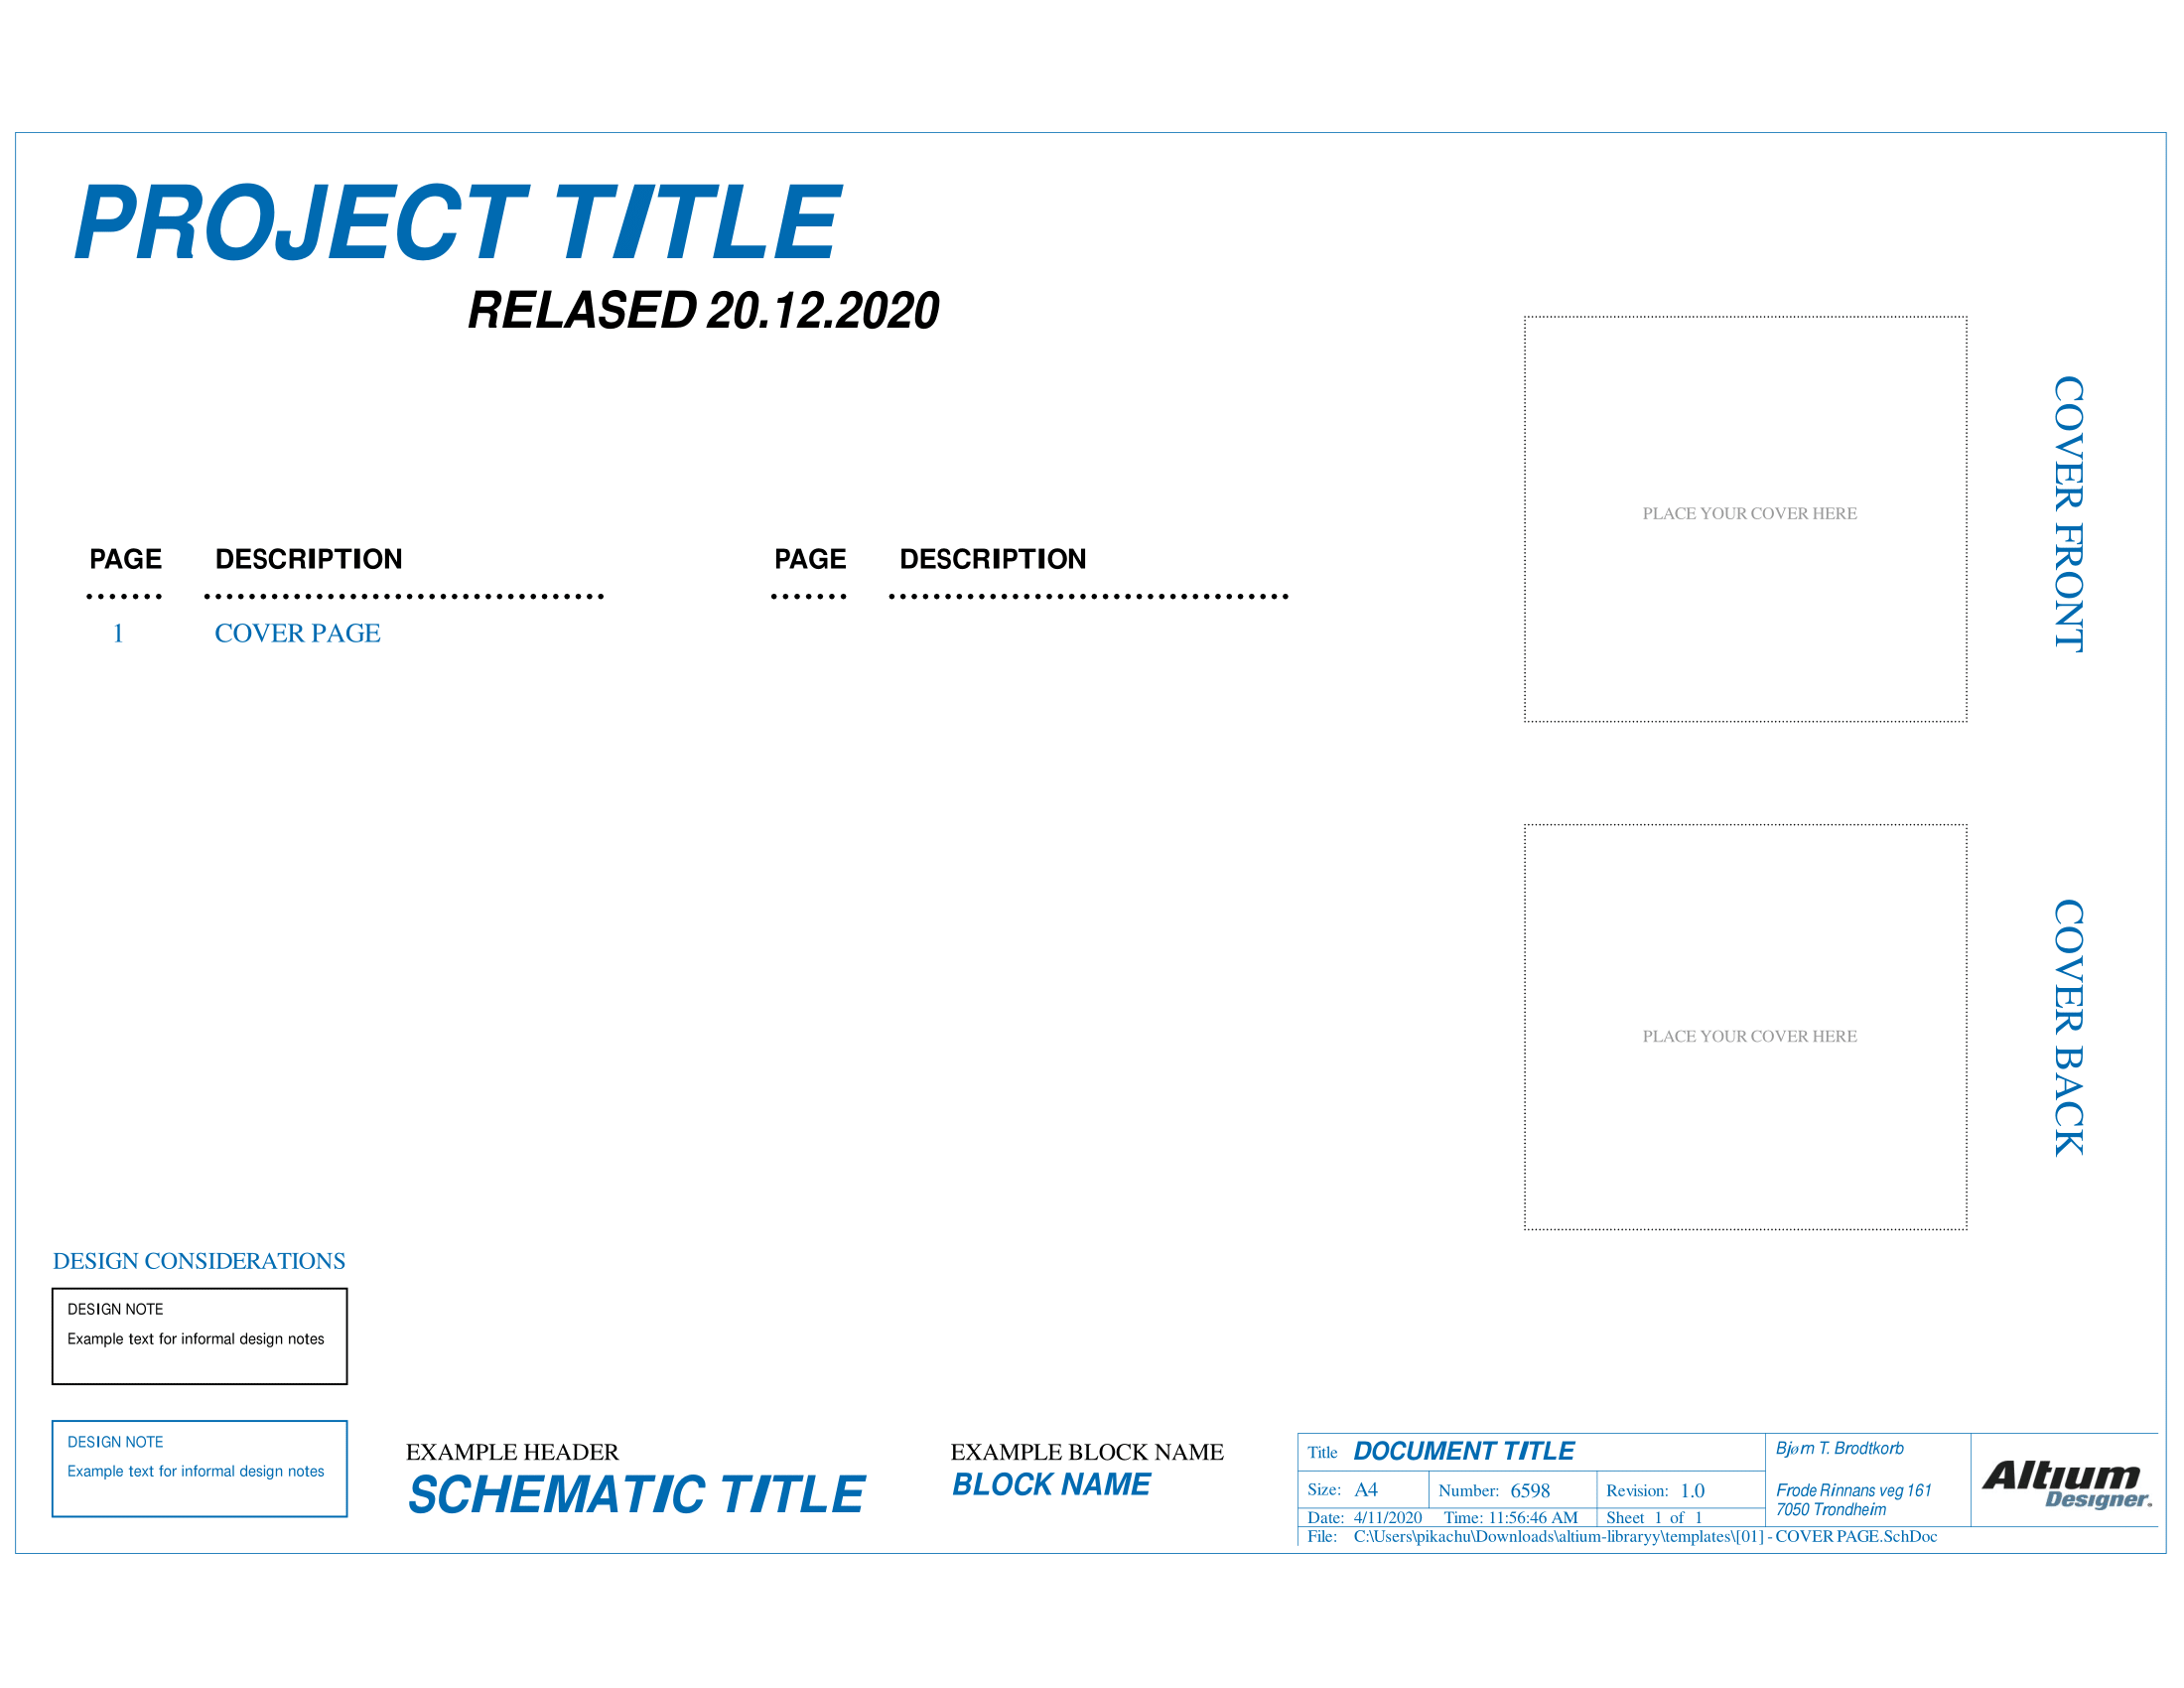 PROJECT TITLE
RELASED 20.12.2020
PAGE DESCRIPTION
1 COVER PAGE
PAGE DESCRIPTION
PLACE YOUR COVER HERE
COVER FRONT
PLACE YOUR COVER HERE
COVER BACK
DESIGN CONSIDERATIONS
DESIGN NOTE
Example text for informal design notes
DESIGN NOTE
Example text for informal design notes
EXAMPLE HEADER
SCHEMATIC TITLE
EXAMPLE BLOCK NAME
BLOCK NAME
Title DOCUMENT TITLE
Size: A4 Number: 6598 Revision: 1.0
Date: 4/11/2020 Time: 11:56:46 AM Sheet 1 of 1
File: C:\Users\pikachu\Downloads\altium-libraryy\templates\[01] - COVER PAGE.SchDoc
Bjørn T. Brodtkorb
Frode Rinnans veg 161
7050 Trondheim
Altium
Designer.